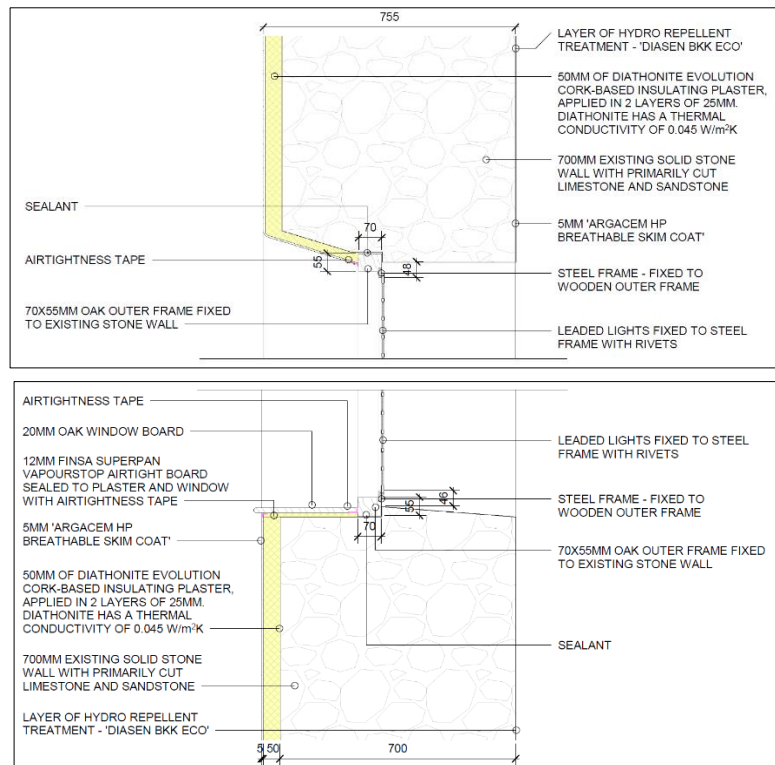 755
LAYER OF HYDRO REPELLENT
TREATMENT - 'DIASEN BKK ECO'
50MM OF DIATHONITE EVOLUTION
CORK-BASED INSULATING PLASTER,
APPLIED IN 2 LAYERS OF 25MM.
DIATHONITE HAS A THERMAL
CONDUCTIVITY OF 0.045 W/m²K
700MM EXISTING SOLID STONE
WALL WITH PRIMARILY CUT
LIMESTONE AND SANDSTONE
SEALANT
70
5MM 'ARGACEM HP
BREATHABLE SKIM COAT'
AIRTIGHTNESS TAPE
55
48
STEEL FRAME - FIXED TO
WOODEN OUTER FRAME
70X55MM OAK OUTER FRAME FIXED
TO EXISTING STONE WALL
LEADED LIGHTS FIXED TO STEEL
FRAME WITH RIVETS
AIRTIGHTNESS TAPE
20MM OAK WINDOW BOARD
12MM FINSA SUPERPAN
VAPOURSTOP AIRTIGHT BOARD
SEALED TO PLASTER AND WINDOW
WITH AIRTIGHTNESS TAPE
5MM 'ARGACEM HP
BREATHABLE SKIM COAT'
50MM OF DIATHONITE EVOLUTION
CORK-BASED INSULATING PLASTER,
APPLIED IN 2 LAYERS OF 25MM.
DIATHONITE HAS A THERMAL
CONDUCTIVITY OF 0.045 W/m²K
700MM EXISTING SOLID STONE
WALL WITH PRIMARILY CUT
LIMESTONE AND SANDSTONE
LAYER OF HYDRO REPELLENT
TREATMENT - 'DIASEN BKK ECO'
LEADED LIGHTS FIXED TO STEEL
FRAME WITH RIVETS
46
55
70
STEEL FRAME - FIXED TO
WOODEN OUTER FRAME
70X55MM OAK OUTER FRAME FIXED
TO EXISTING STONE WALL
SEALANT
5 50 700